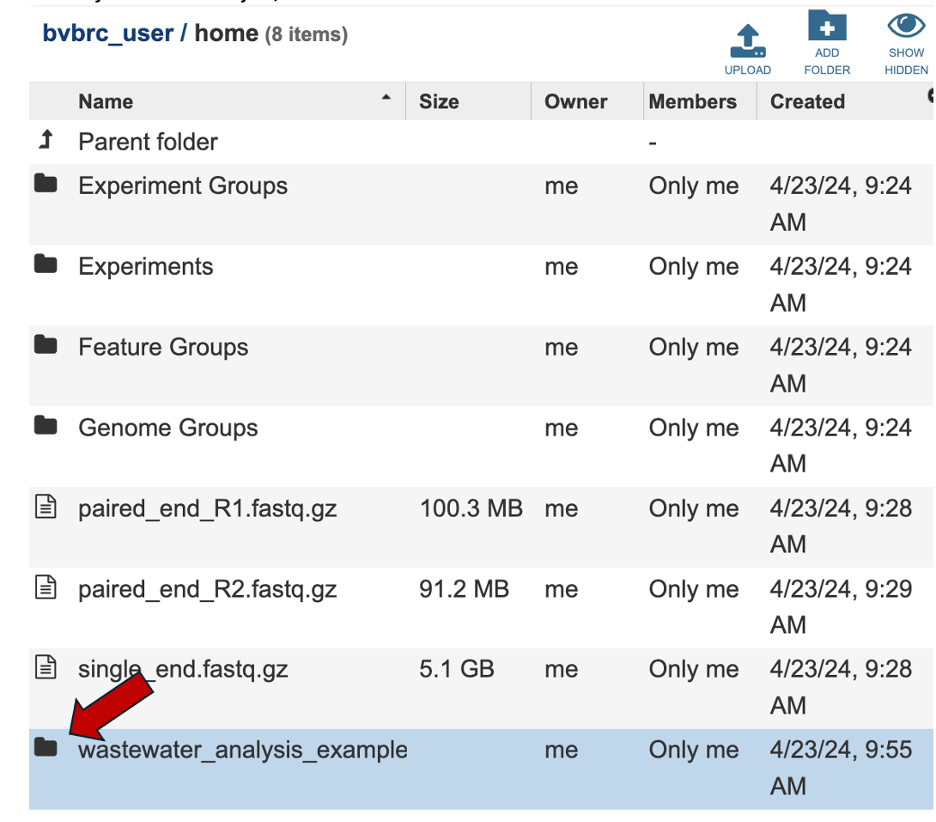 bvbrc_user / home (8 items)
UPLOAD
ADD FOLDER
SHOW HIDDEN
Name Size Owner Members Created
Parent folder -
Experiment Groups me Only me 4/23/24, 9:24 AM
Experiments me Only me 4/23/24, 9:24 AM
Feature Groups me Only me 4/23/24, 9:24 AM
Genome Groups me Only me 4/23/24, 9:24 AM
paired_end_R1.fastq.gz 100.3 MB me Only me 4/23/24, 9:28 AM
paired_end_R2.fastq.gz 91.2 MB me Only me 4/23/24, 9:29 AM
single_end.fastq.gz 5.1 GB me Only me 4/23/24, 9:28 AM
wastewater_analysis_example me Only me 4/23/24, 9:55 AM